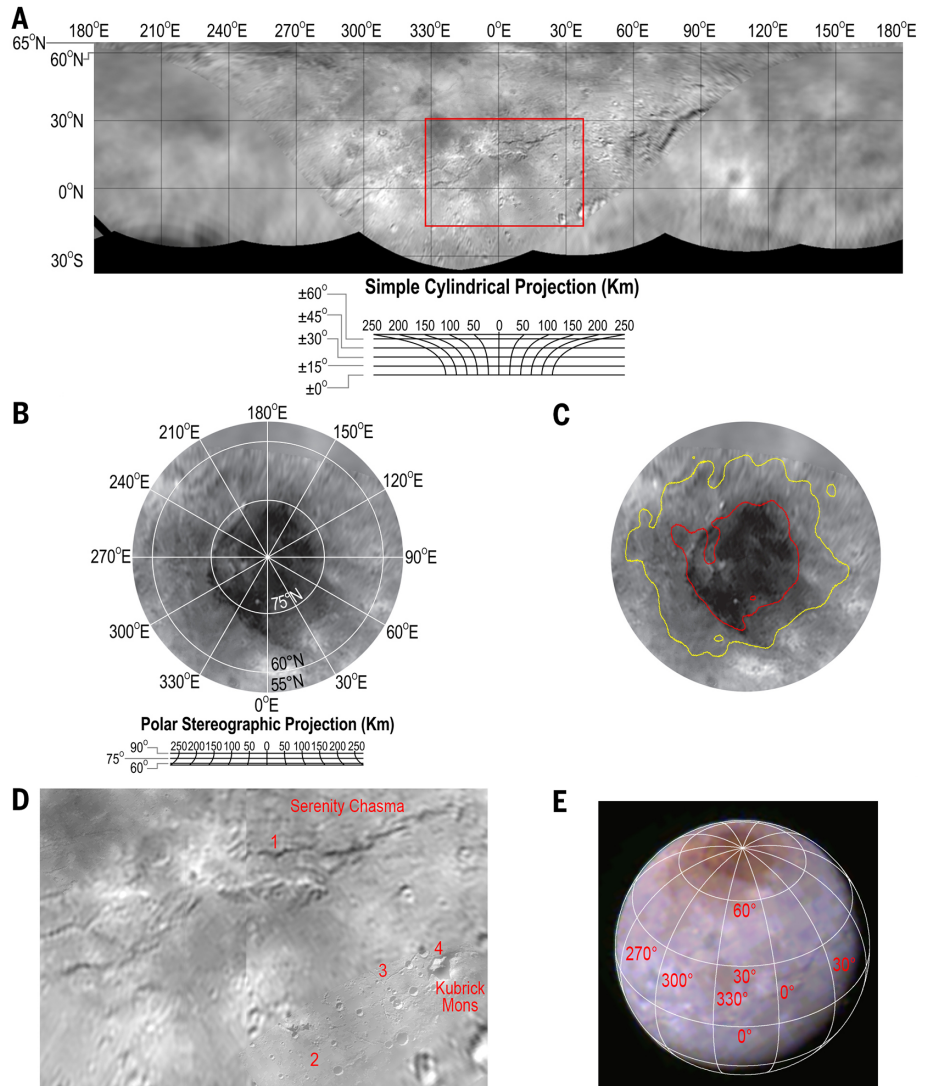 A
180°E 210°E 240°E 270°E 300°E 330°E 0°E 30°E 60°E 90°E 120°E 150°E 180°E
65°N
60°N
30°N
0°N
30°S
Simple Cylindrical Projection (Km)
±60°
±45°
±30°
±15°
±0°
250 200 150 100 50 0 50 100 150 200 250
B
180°E
210°E 150°E
240°E 120°E
270°E 90°E
300°E 60°E
330°E 30°E
0°E
75°N
60°N
55°N
Polar Stereographic Projection (Km)
90°
75°
60°
250 200 150 100 50 0 50 100 150 200 250
C
D
Serenity Chasma
1
4
3
Kubrick
Mons
2
E
60°
270°
30°
30°
300°
330°
0°
0°